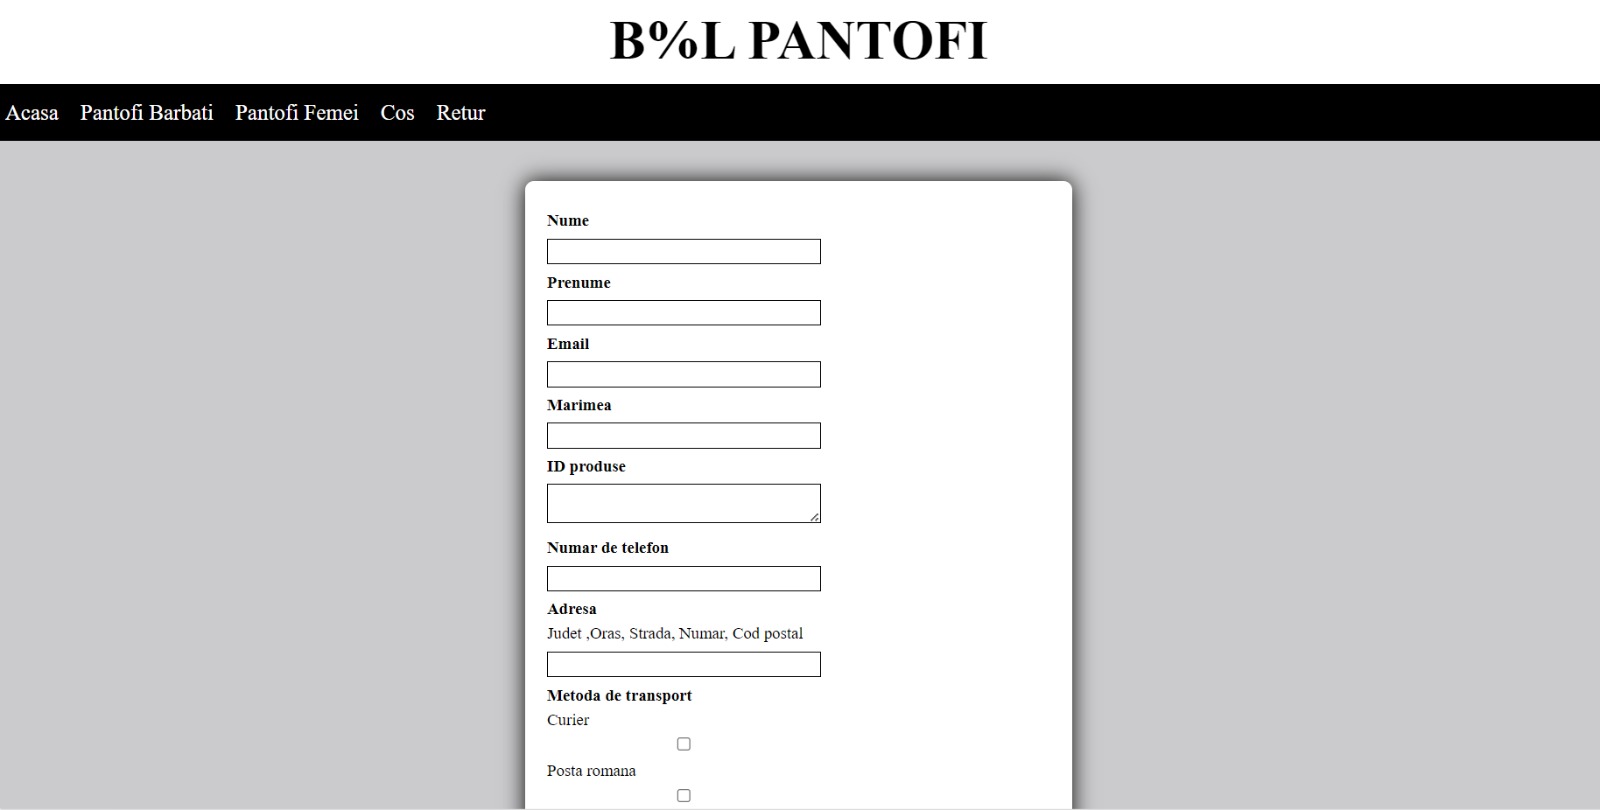 B%L PANTOFI
Acasa Pantofi Barbati Pantofi Femei Cos Retur
Nume
Prenume
Email
Marimea
ID produse
Numar de telefon
Adresa
Judet ,Oras, Strada, Numar, Cod postal
Metoda de transport
Curier
Posta romana